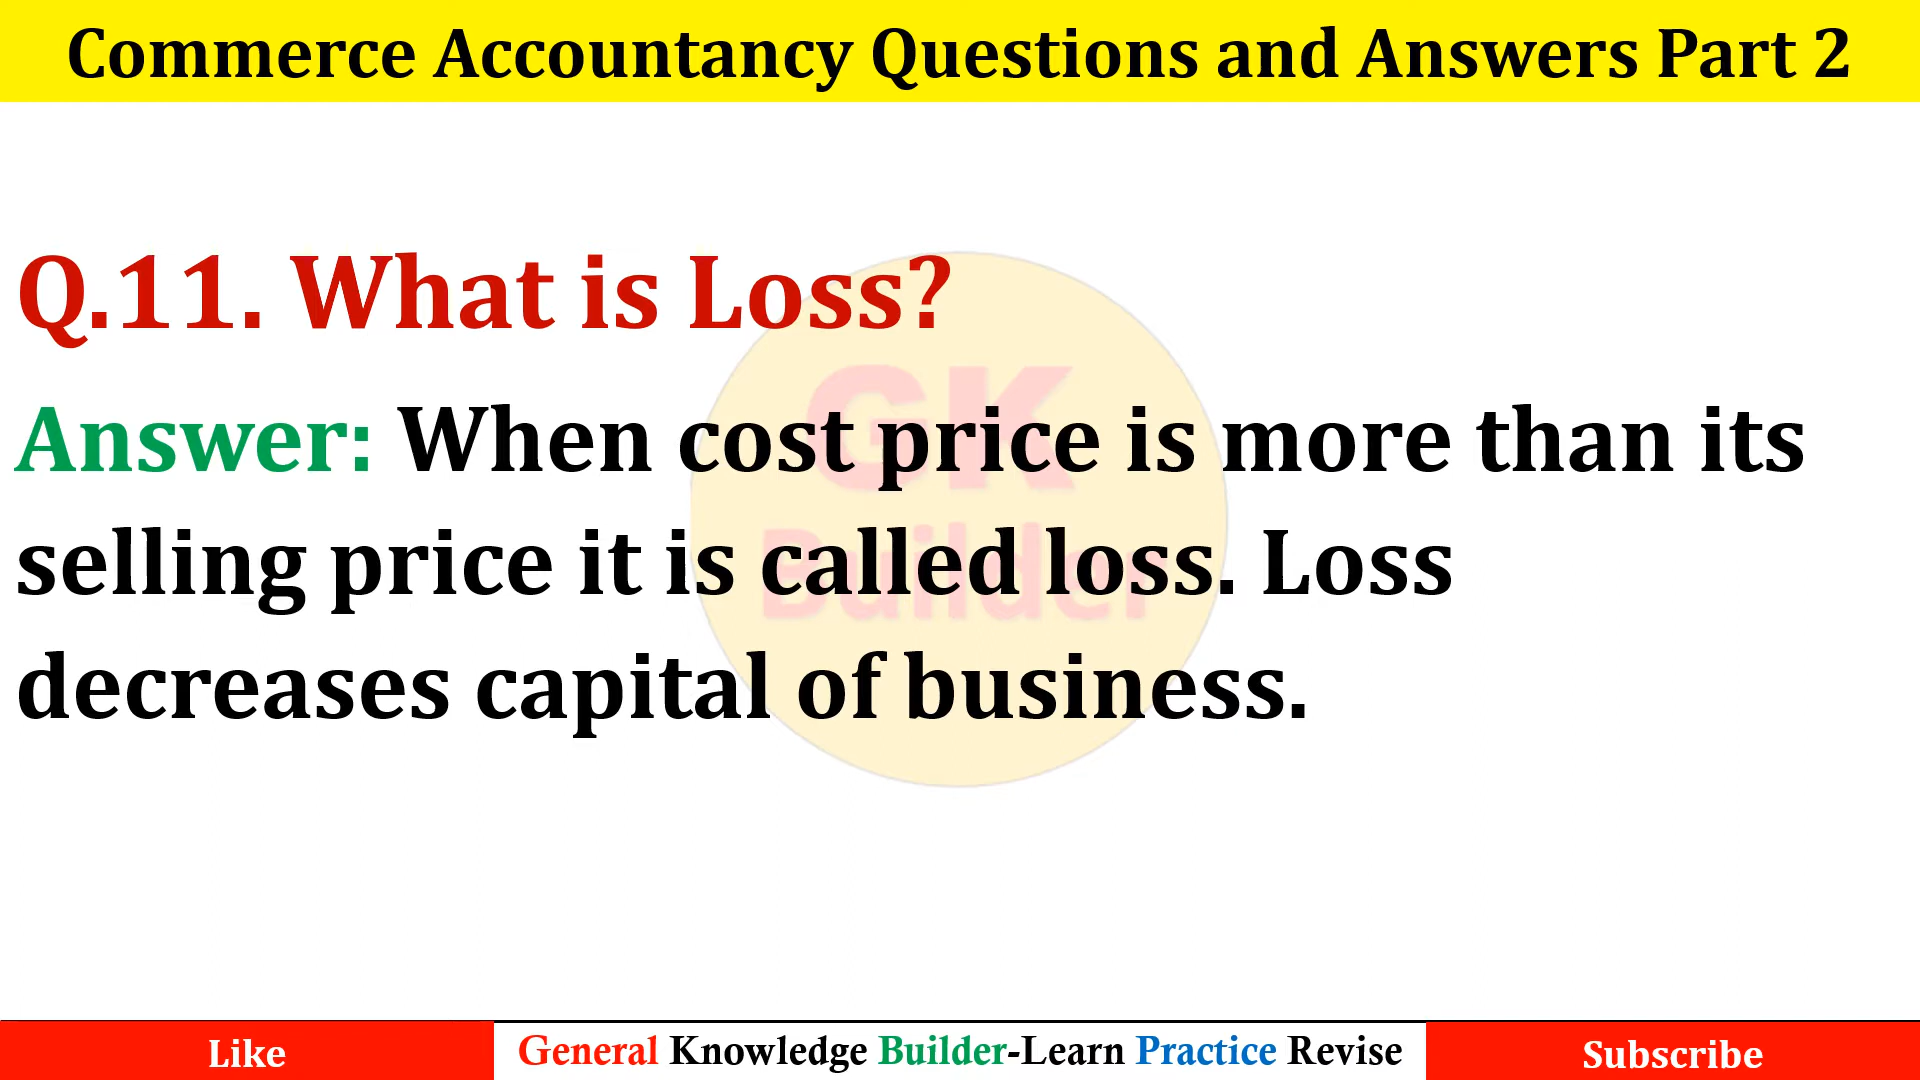 Commerce Accountancy Questions and Answers Part 2
Q.11. What is Loss?
Answer: When cost price is more than its
selling price it is called loss. Loss
decreases capital of business.
GK
Builder
Like
General Knowledge Builder-Learn Practice Revise
Subscribe